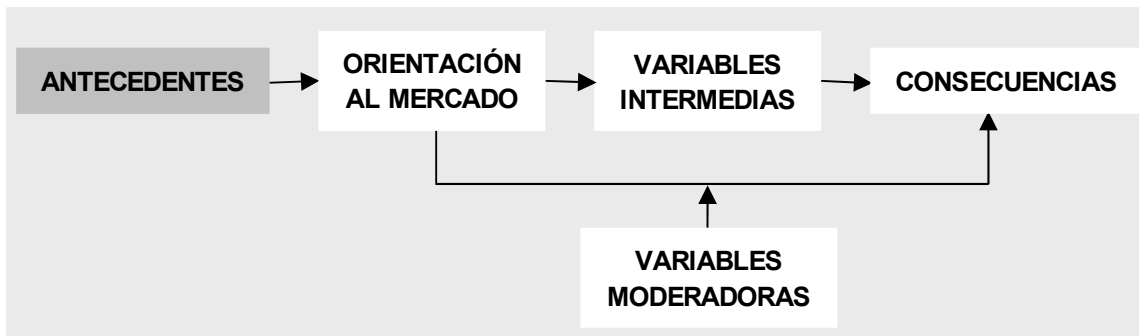 ANTECEDENTES
ORIENTACIÓN
AL MERCADO
VARIABLES
INTERMEDIAS
CONSECUENCIAS
VARIABLES
MODERADORAS